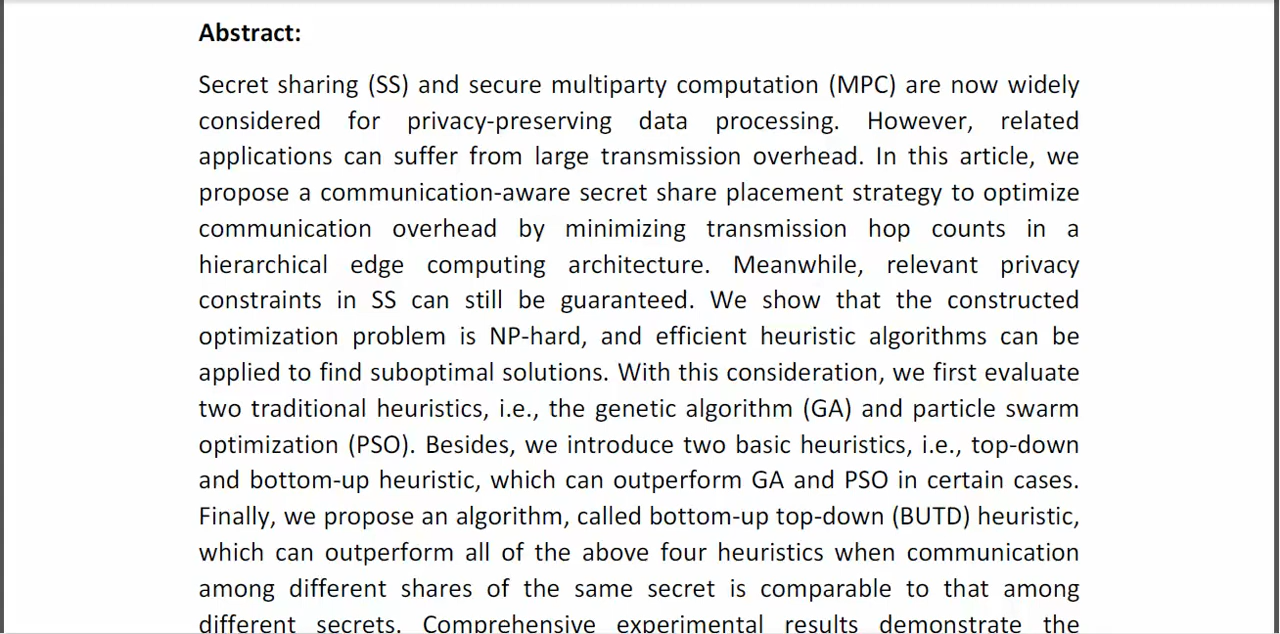 Abstract:
Secret sharing (SS) and secure multiparty computation (MPC) are now widely
considered for privacy-preserving data processing. However, related
applications can suffer from large transmission overhead. In this article, we
propose a communication-aware secret share placement strategy to optimize
communication overhead by minimizing transmission hop counts in a
hierarchical edge computing architecture. Meanwhile, relevant privacy
constraints in SS can still be guaranteed. We show that the constructed
optimization problem is NP-hard, and efficient heuristic algorithms can be
applied to find suboptimal solutions. With this consideration, we first evaluate
two traditional heuristics, i.e., the genetic algorithm (GA) and particle swarm
optimization (PSO). Besides, we introduce two basic heuristics, i.e., top-down
and bottom-up heuristic, which can outperform GA and PSO in certain cases.
Finally, we propose an algorithm, called bottom-up top-down (BUTD) heuristic,
which can outperform all of the above four heuristics when communication
among different shares of the same secret is comparable to that among
different secrets. Comprehensive experimental results demonstrate the